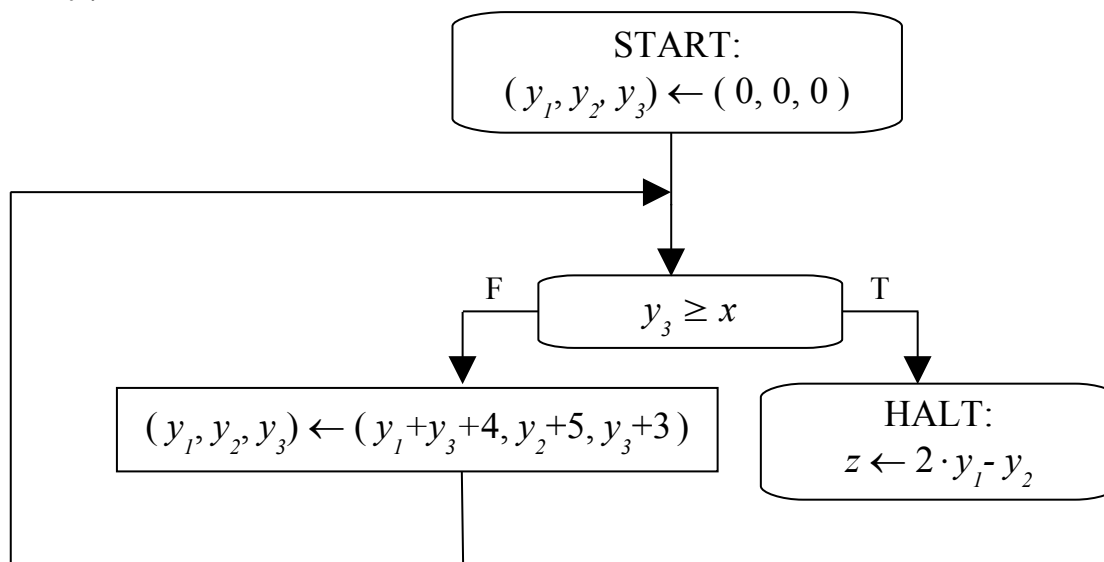 START:
( y₁, y₂, y₃) ← ( 0, 0, 0 )
F
y₃ ≥ x
T
( y₁, y₂, y₃) ← ( y₁+y₃+4, y₂+5, y₃+3 )
HALT:
z ← 2 · y₁- y₂